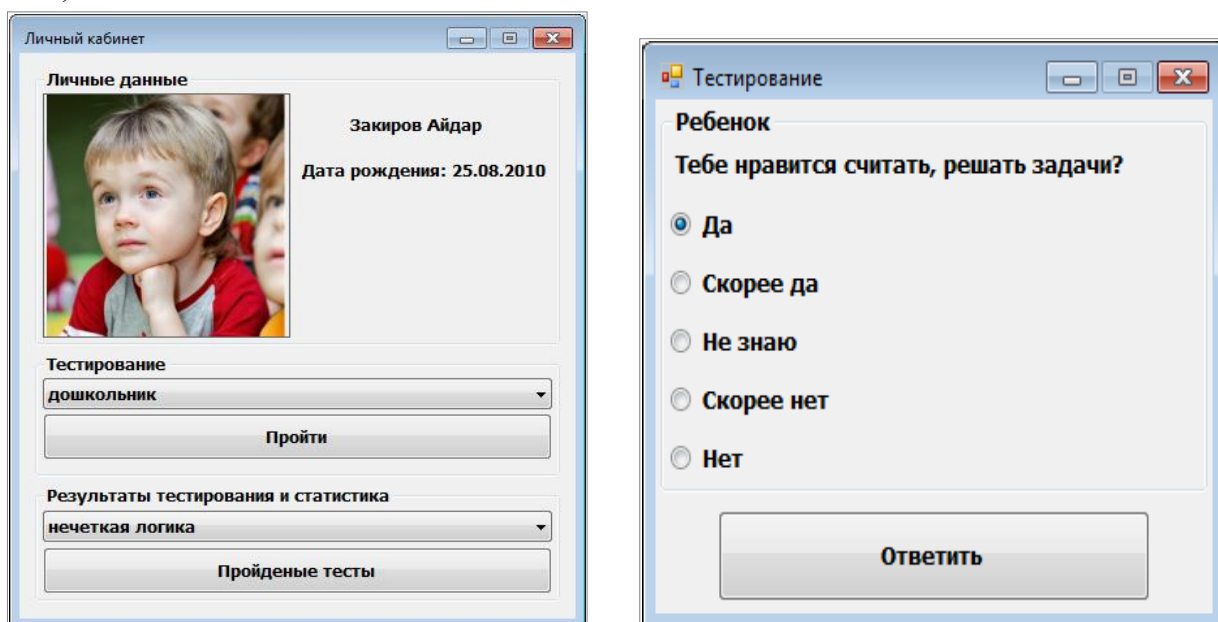 Личный кабинет
Личные данные
Закиров Айдар
Дата рождения: 25.08.2010
Тестирование
дошкольник
Пройти
Результаты тестирования и статистика
нечеткая логика
Пройденые тесты
Тестирование
Ребенок
Тебе нравится считать, решать задачи?
Да
Скорее да
Не знаю
Скорее нет
Нет
Ответить